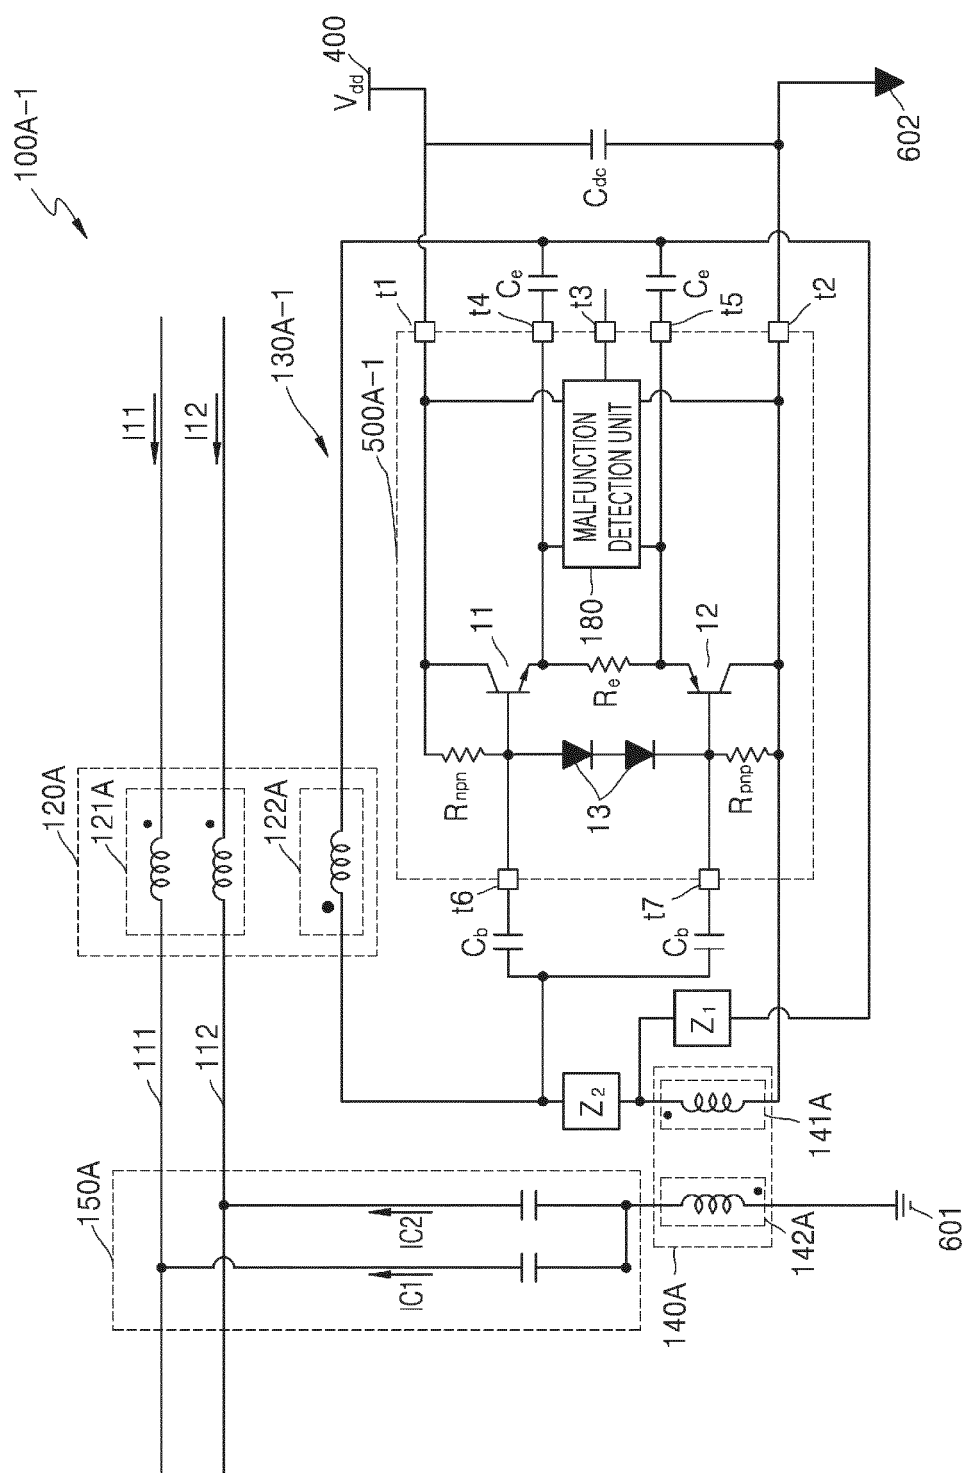 100A-1
I11
I12
130A-1
400
Vdd
Cdc
602
t1
t4
Ce
t3
Ce
t5
t2
500A-1
MALFUNCTION
DETECTION UNIT
180
11
12
Re
Rnpn
13
Rpnp
120A
121A
122A
t6
t7
Cb
Cb
111
112
Z1
Z2
141A
150A
IC2
IC1
142A
140A
601